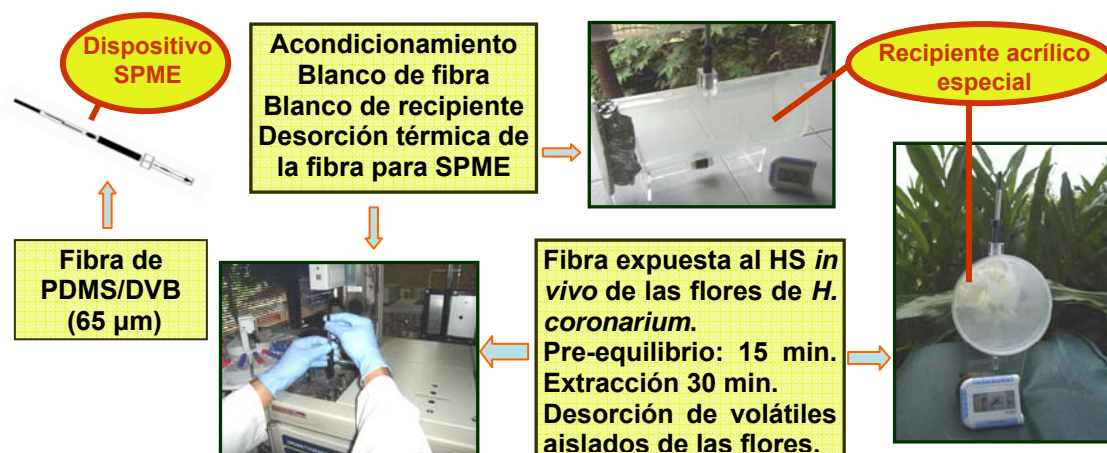 Dispositivo
SPME
Acondicionamiento
Blanco de fibra
Blanco de recipiente
Desorción térmica de
la fibra para SPME
Recipiente acrílico
especial
Fibra de
PDMS/DVB
(65 µm)
Fibra expuesta al HS in
vivo de las flores de H.
coronarium.
Pre-equilibrio: 15 min.
Extracción 30 min.
Desorción de volátiles
aislados de las flores.